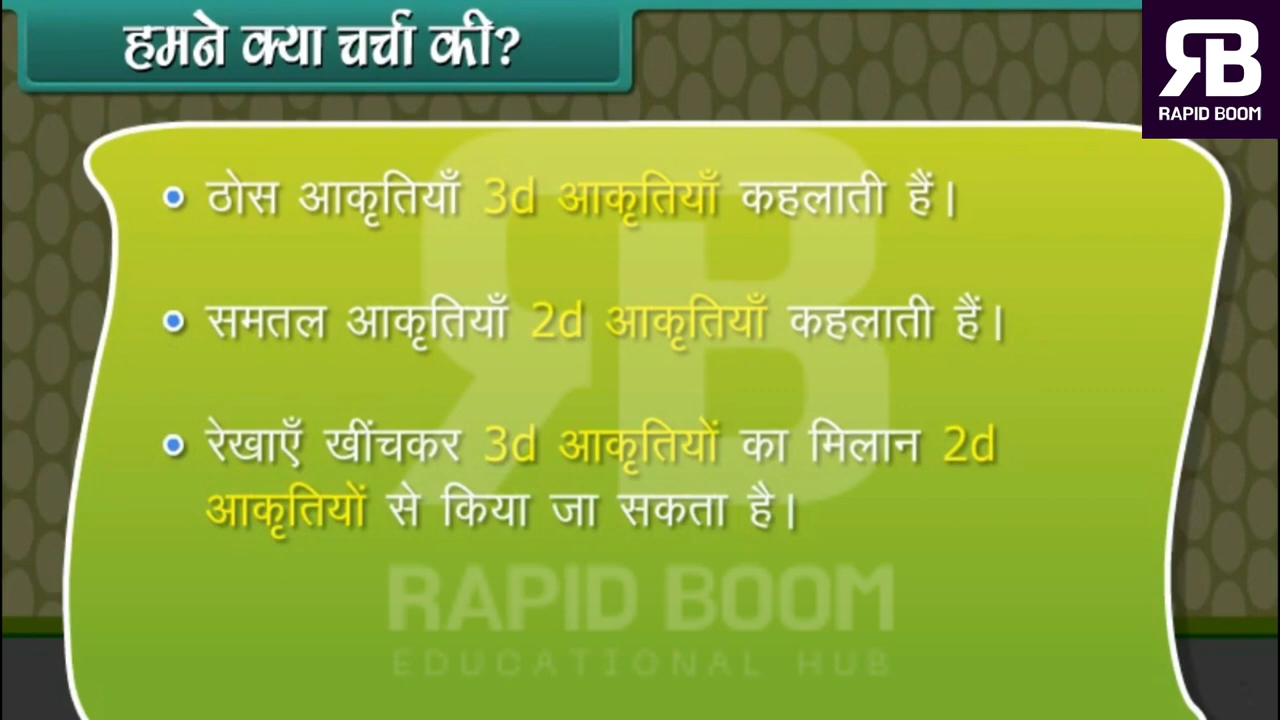 हमने क्या चर्चा की?
RB
RAPID BOOM
ठोस आकृतियाँ 3d आकृतियाँ कहलाती हैं।
समतल आकृतियाँ 2d आकृतियाँ कहलाती हैं।
रेखाएँ खींचकर 3d आकृतियों का मिलान 2d
आकृतियों से किया जा सकता है।
RB
RAPID BOOM
EDUCATIONAL HUB